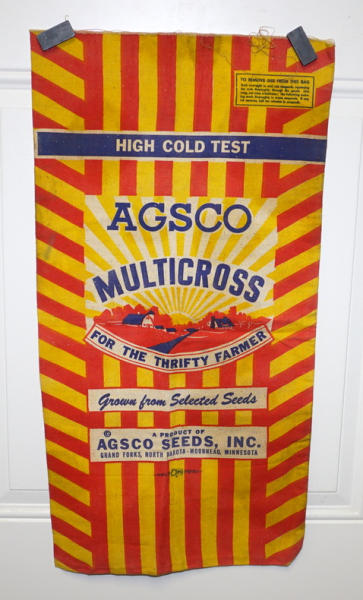 TO REMOVE INK FROM THIS BAG
HIGH COLD TEST
AGSCO
MULTICROSS
FOR THE THRIFTY FARMER
Grown from Selected Seeds
A PRODUCT OF
AGSCO SEEDS, INC.
GRAND FORKS, NORTH DAKOTA - MOORHEAD, MINNESOTA